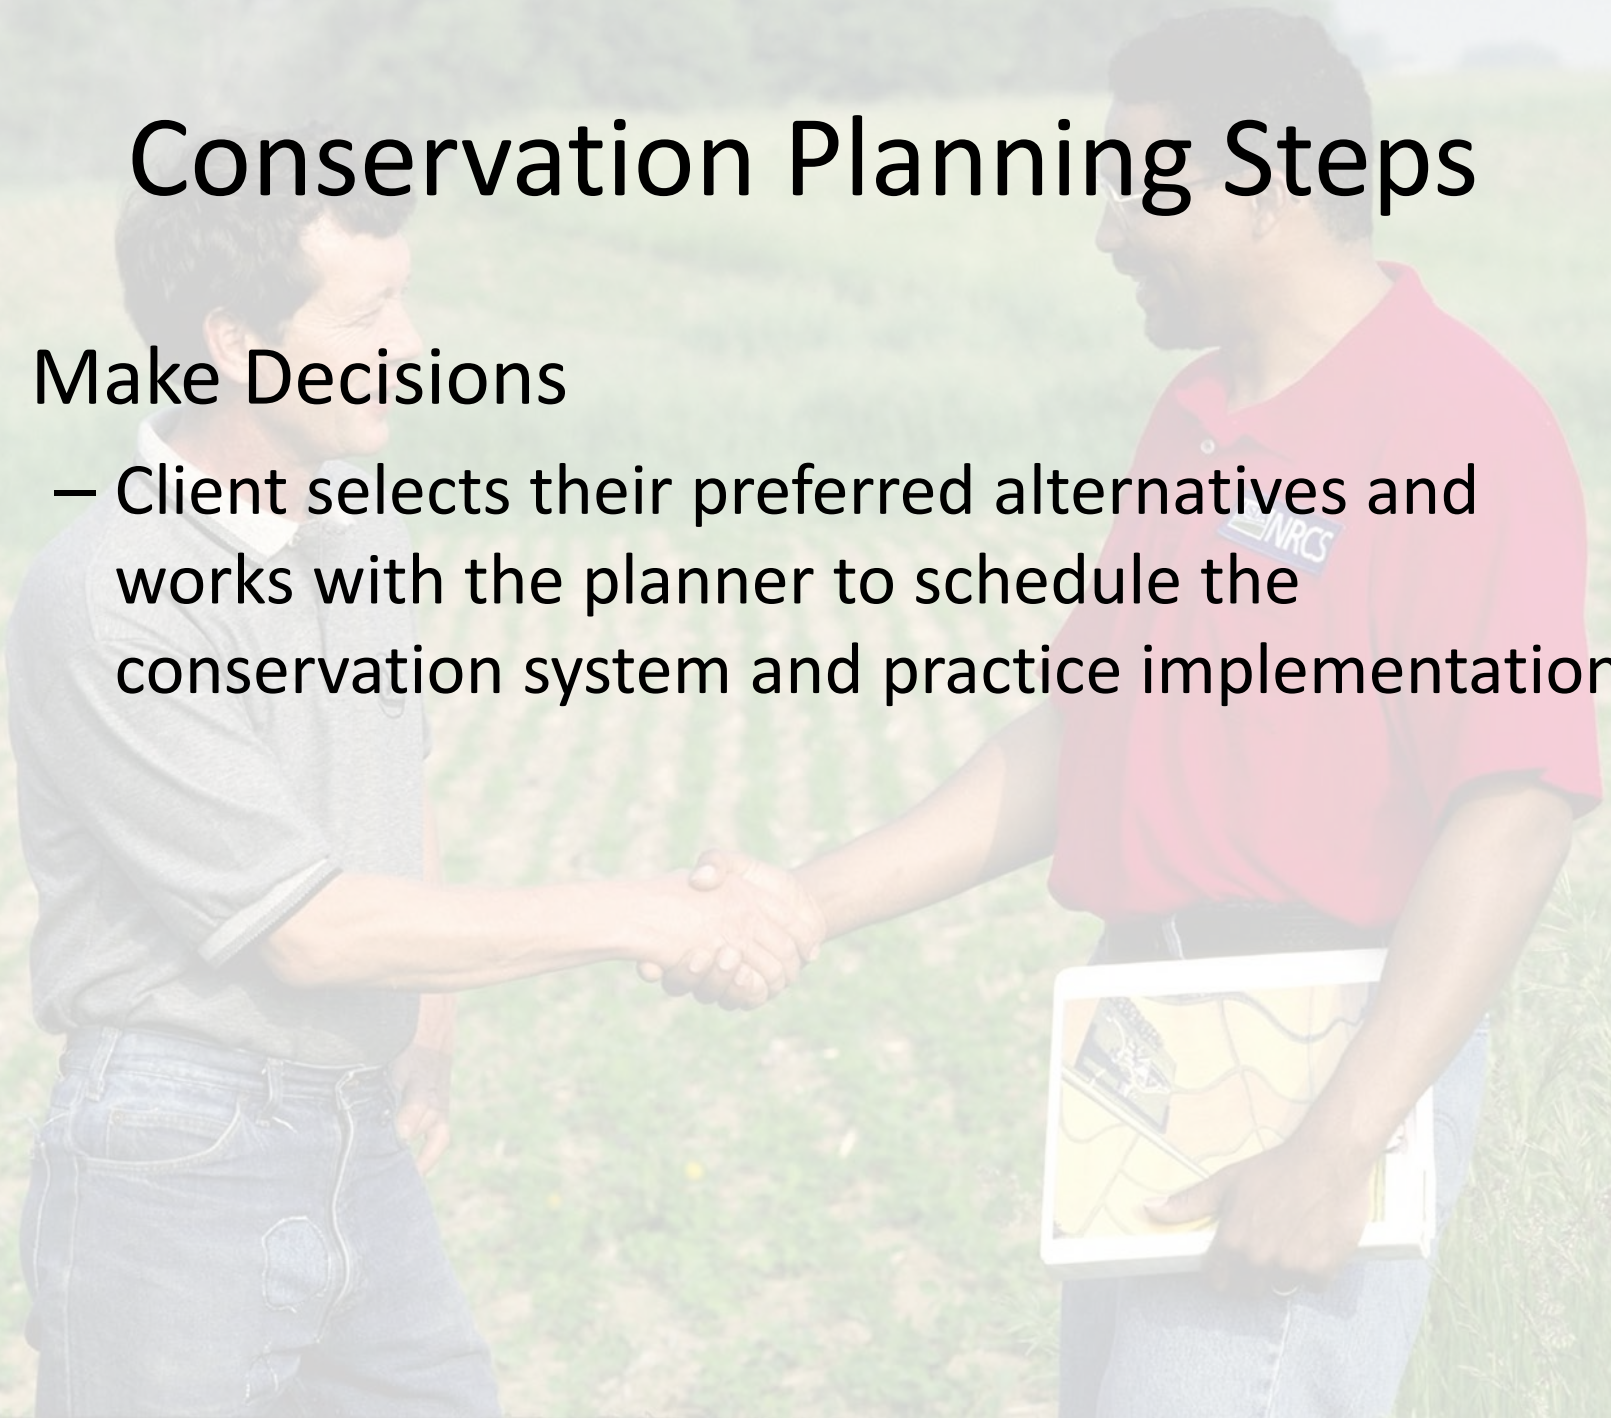 Conservation Planning Steps
Make Decisions
– Client selects their preferred alternatives and
works with the planner to schedule the
conservation system and practice implementation
NRCS